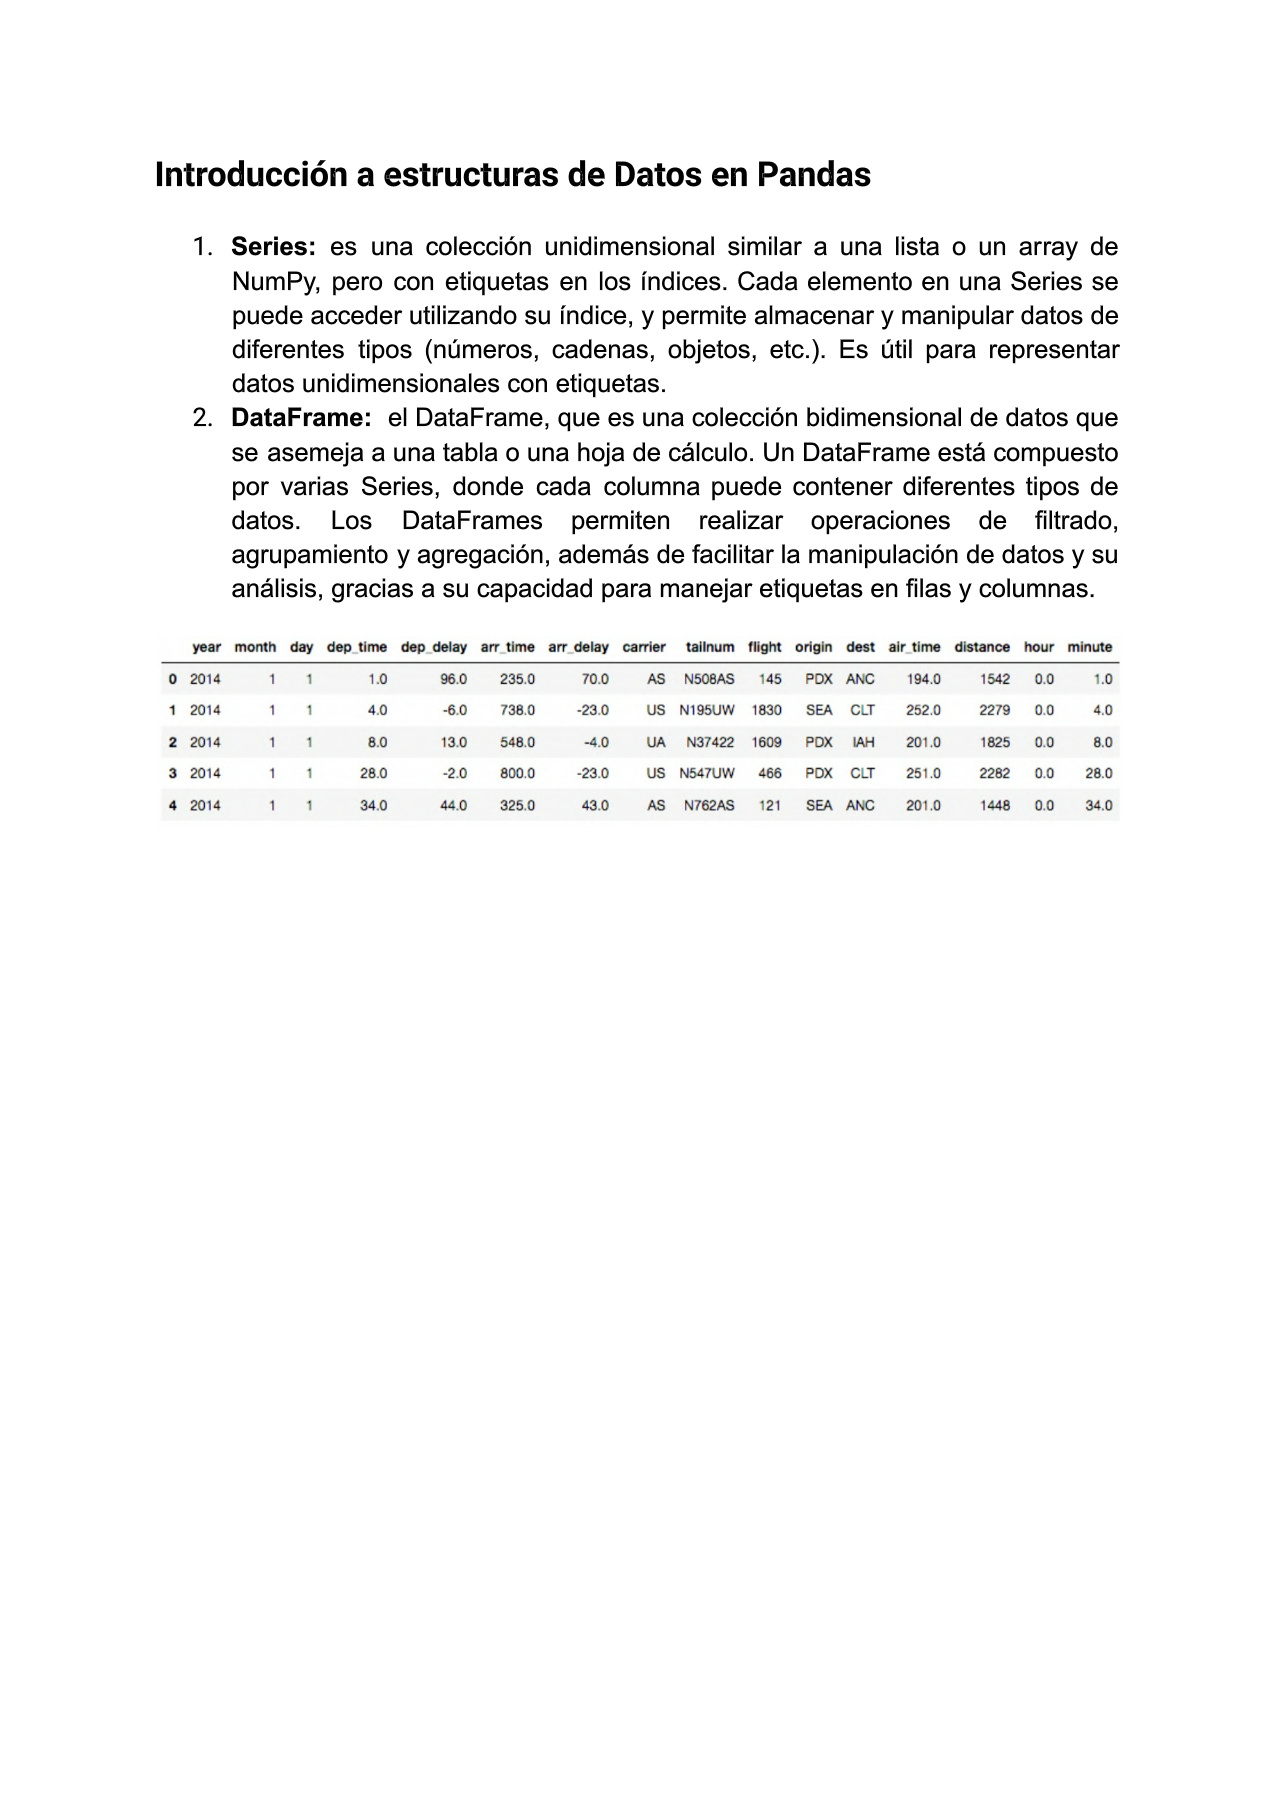 Introducción a estructuras de Datos en Pandas
1. Series: es una colección unidimensional similar a una lista o un array de
NumPy, pero con etiquetas en los índices. Cada elemento en una Series se
puede acceder utilizando su índice, y permite almacenar y manipular datos de
diferentes tipos (números, cadenas, objetos, etc.). Es útil para representar
datos unidimensionales con etiquetas.
2. DataFrame: el DataFrame, que es una colección bidimensional de datos que
se asemeja a una tabla o una hoja de cálculo. Un DataFrame está compuesto
por varias Series, donde cada columna puede contener diferentes tipos de
datos. Los DataFrames permiten realizar operaciones de filtrado,
agrupamiento y agregación, además de facilitar la manipulación de datos y su
análisis, gracias a su capacidad para manejar etiquetas en filas y columnas.
year month day dep_time dep_delay arr_time arr_delay carrier tailnum flight origin dest air_time distance hour minute
0 2014 1 1 1.0 96.0 235.0 70.0 AS N508AS 145 PDX ANC 194.0 1542 0.0 1.0
1 2014 1 1 4.0 -6.0 738.0 -23.0 US N195UW 1830 SEA CLT 252.0 2279 0.0 4.0
2 2014 1 1 8.0 13.0 548.0 -4.0 UA N37422 1609 PDX IAH 201.0 1825 0.0 8.0
3 2014 1 1 28.0 -2.0 800.0 -23.0 US N547UW 466 PDX CLT 251.0 2282 0.0 28.0
4 2014 1 1 34.0 44.0 325.0 43.0 AS N762AS 121 SEA ANC 201.0 1448 0.0 34.0